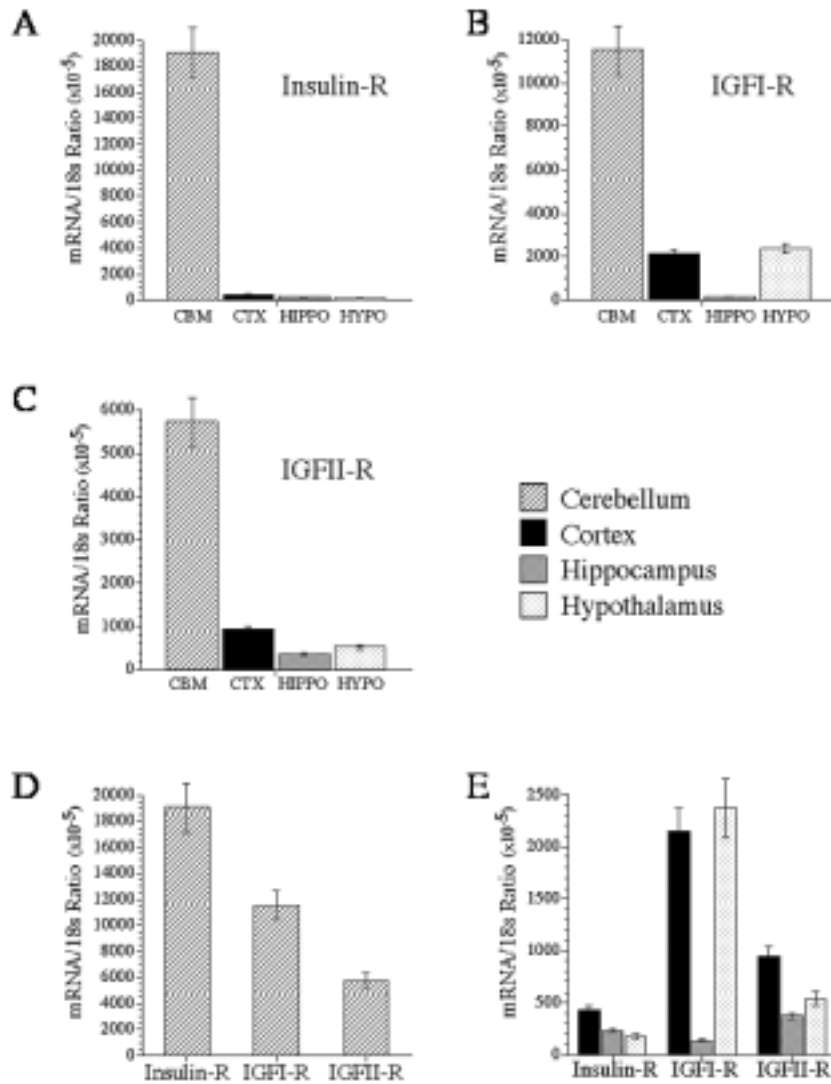 A
mRNA/18s Ratio (x10-5)
20000
18000
16000
14000
12000
10000
8000
6000
4000
2000
0
Insulin-R
CBM CTX HIPPO HYPO
B
mRNA/18s Ratio (x10-5)
12000
10000
8000
6000
4000
2000
0
IGFI-R
CBM CTX HIPPO HYPO
C
mRNA/18s Ratio (x10-5)
6000
5000
4000
3000
2000
1000
0
IGFII-R
CBM CTX HIPPO HYPO
Cerebellum
Cortex
Hippocampus
Hypothalamus
D
mRNA/18s Ratio (x10-5)
20000
18000
16000
14000
12000
10000
8000
6000
4000
2000
0
Insulin-R IGFI-R IGFII-R
E
mRNA/18s Ratio (x10-5)
2500
2000
1500
1000
500
0
Insulin-R IGFI-R IGFII-R